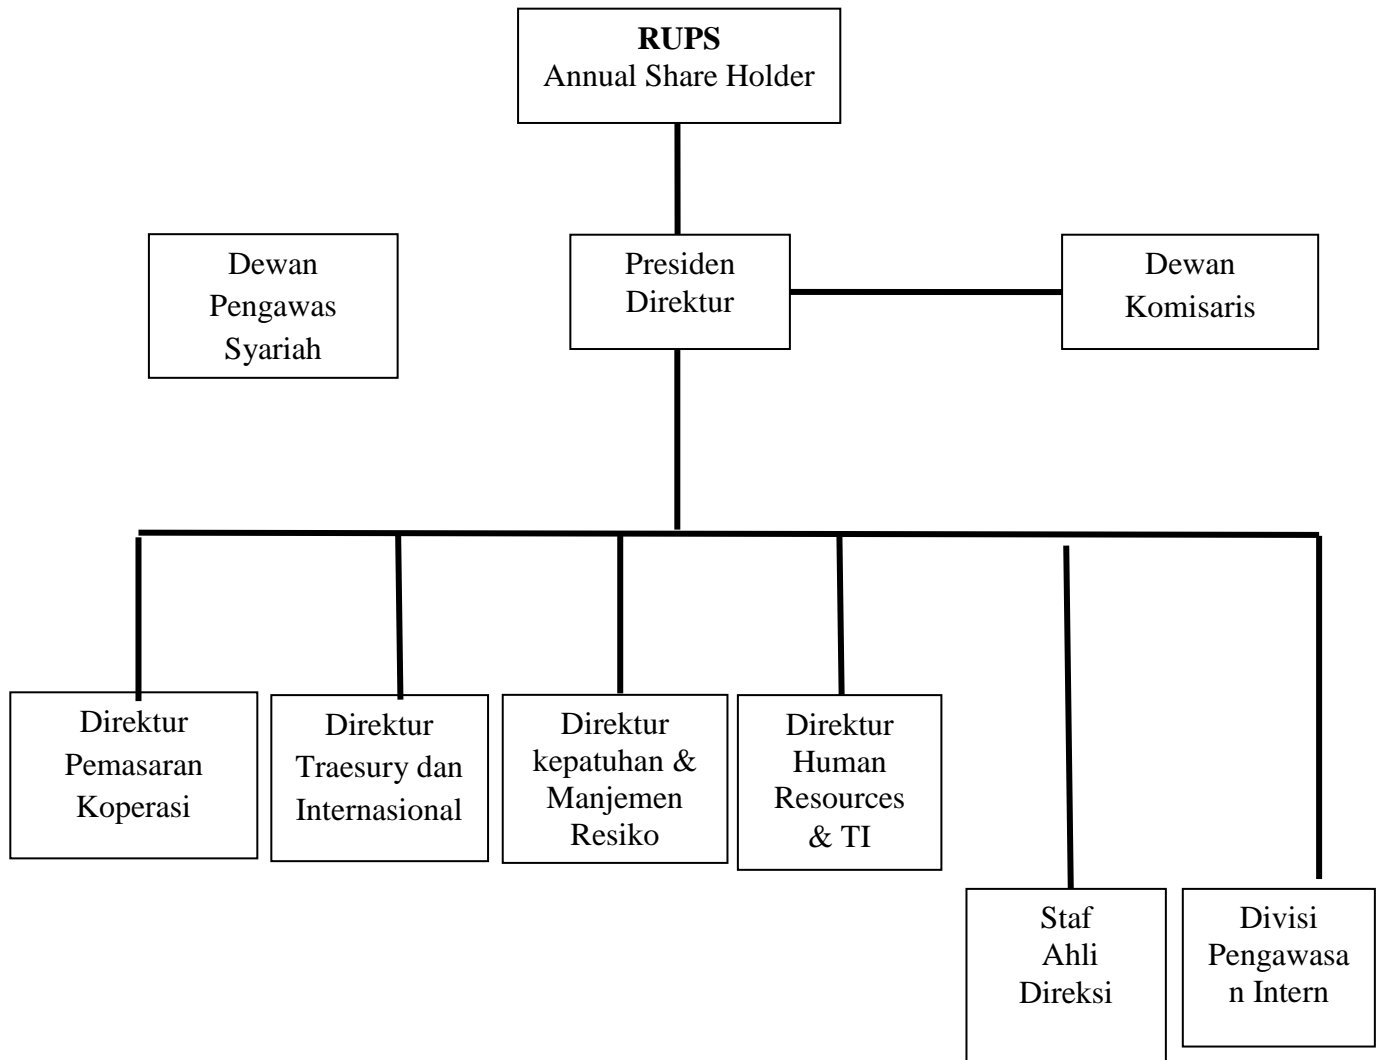 RUPS
Annual Share Holder
Dewan
Pengawas
Syariah
Presiden
Direktur
Dewan
Komisaris
Direktur
Pemasaran
Koperasi
Direktur
Traesury dan
Internasional
Direktur
kepatuhan &
Manjemen
Resiko
Direktur
Human
Resources
& TI
Staf
Ahli
Direksi
Divisi
Pengawasa
n Intern